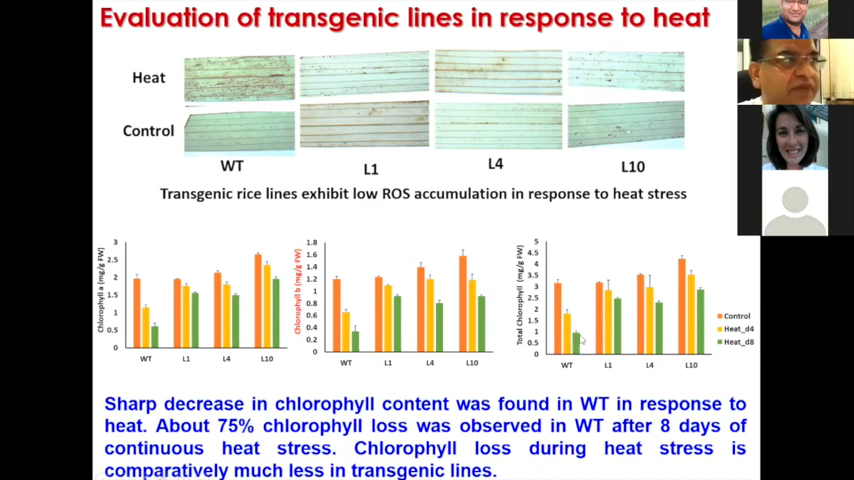 Evaluation of transgenic lines in response to heat
Heat
Control
WT
L1
L4
L10
Transgenic rice lines exhibit low ROS accumulation in response to heat stress
Chlorophyll a (mg/g FW)
3
2.5
2
1.5
1
0.5
0
WT
L1
L4
L10
Chlorophyll b (mg/g FW)
1.8
1.6
1.4
1.2
1
0.8
0.6
0.4
0.2
0
WT
L1
L4
L10
Total Chlorophyll (mg/g FW)
5
4.5
4
3.5
3
2.5
2
1.5
1
0.5
0
WT
L1
L4
L10
Control
Heat_d4
Heat_d8
Sharp decrease in chlorophyll content was found in WT in response to
heat. About 75% chlorophyll loss was observed in WT after 8 days of
continuous heat stress. Chlorophyll loss during heat stress is
comparatively much less in transgenic lines.